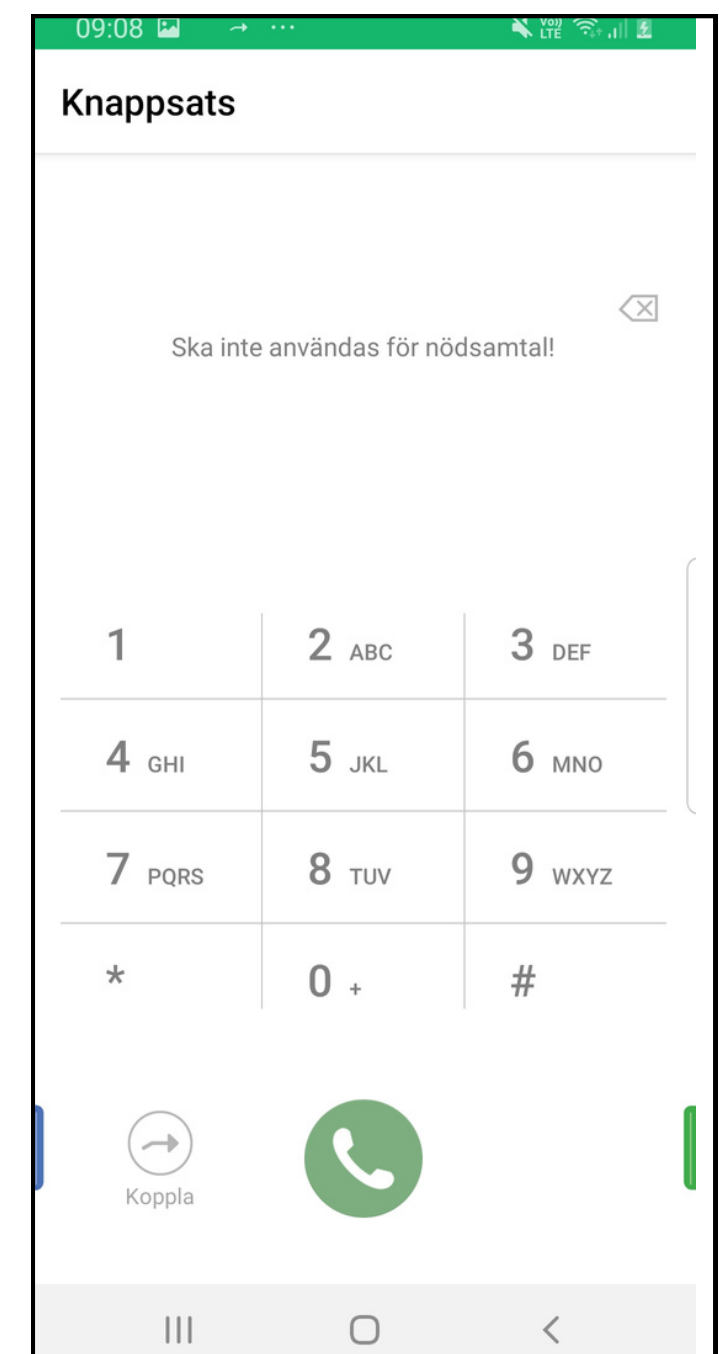 09:08 VoLTE
Knappsats
Ska inte användas för nödsamtal!
1 2 ABC 3 DEF
4 GHI 5 JKL 6 MNO
7 PQRS 8 TUV 9 WXYZ
* 0 + #
Koppla